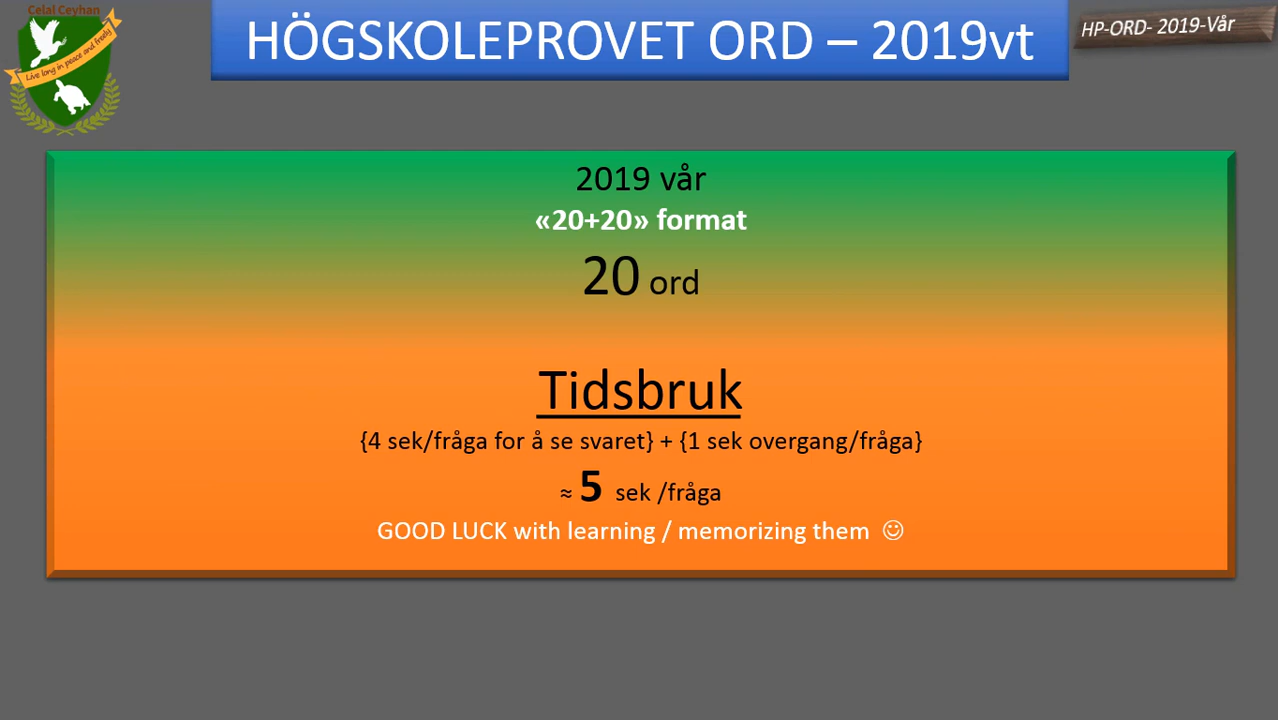 Celal Ceyhan
Live long in peace and freely
HÖGSKOLEPROVET ORD – 2019vt
HP-ORD- 2019-Vår
2019 vår
«20+20» format
20 ord
Tidsbruk
{4 sek/fråga for å se svaret} + {1 sek overgang/fråga}
≈ 5 sek /fråga
GOOD LUCK with learning / memorizing them ☺